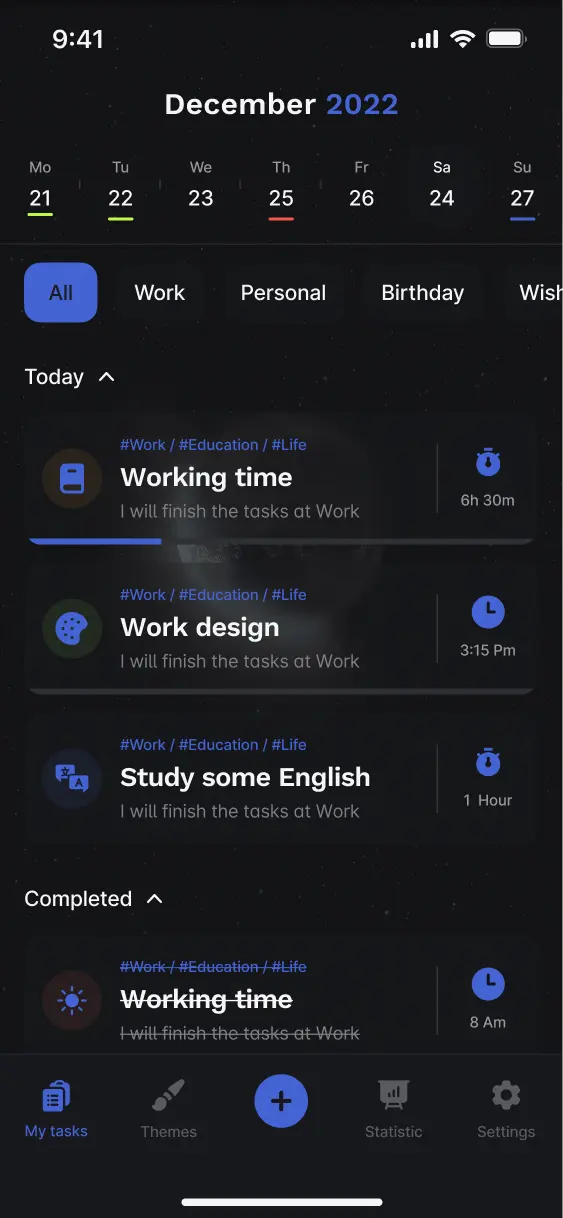 9:41
December 2022
Mo Tu We Th Fr Sa Su
21 22 23 25 26 24 27
All Work Personal Birthday Wish
Today
#Work / #Education / #Life
Working time
I will finish the tasks at Work
6h 30m
#Work / #Education / #Life
Work design
I will finish the tasks at Work
3:15 Pm
#Work / #Education / #Life
Study some English
I will finish the tasks at Work
1 Hour
Completed
#Work / #Education / #Life
Working time
I will finish the tasks at Work
8 Am
My tasks Themes Statistic Settings